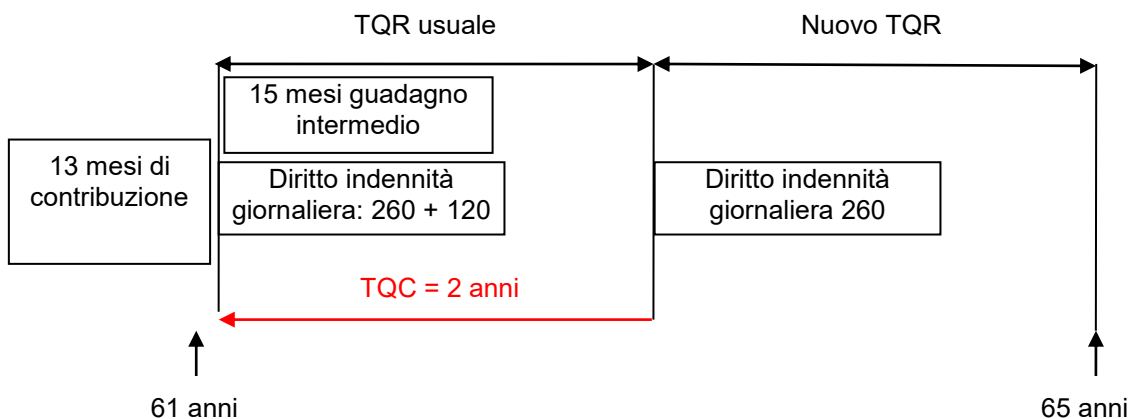 TQR usuale
Nuovo TQR
15 mesi guadagno
intermedio
13 mesi di
contribuzione
Diritto indennità
giornaliera: 260 + 120
Diritto indennità
giornaliera 260
TQC = 2 anni
61 anni
65 anni